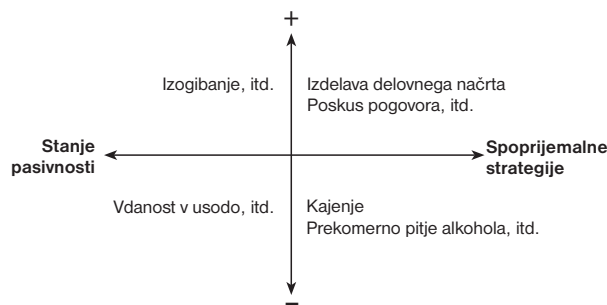 +
Izogibanje, itd.
Izdelava delovnega načrta
Poskus pogovora, itd.
Stanje
pasivnosti
Spoprijemalne
strategije
Vdanost v usodo, itd.
Kajenje
Prekomerno pitje alkohola, itd.
–